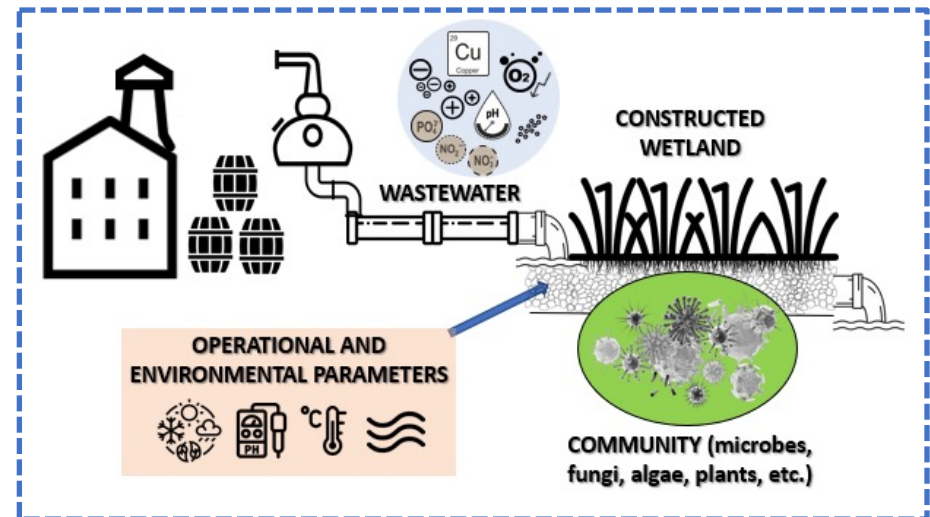 29
Cu
Copper
O₂
pH
PO₄³⁻
NO₂⁻
NO₃⁻
WASTEWATER
CONSTRUCTED
WETLAND
OPERATIONAL AND
ENVIRONMENTAL PARAMETERS
PH
°C
COMMUNITY (microbes,
fungi, algae, plants, etc.)